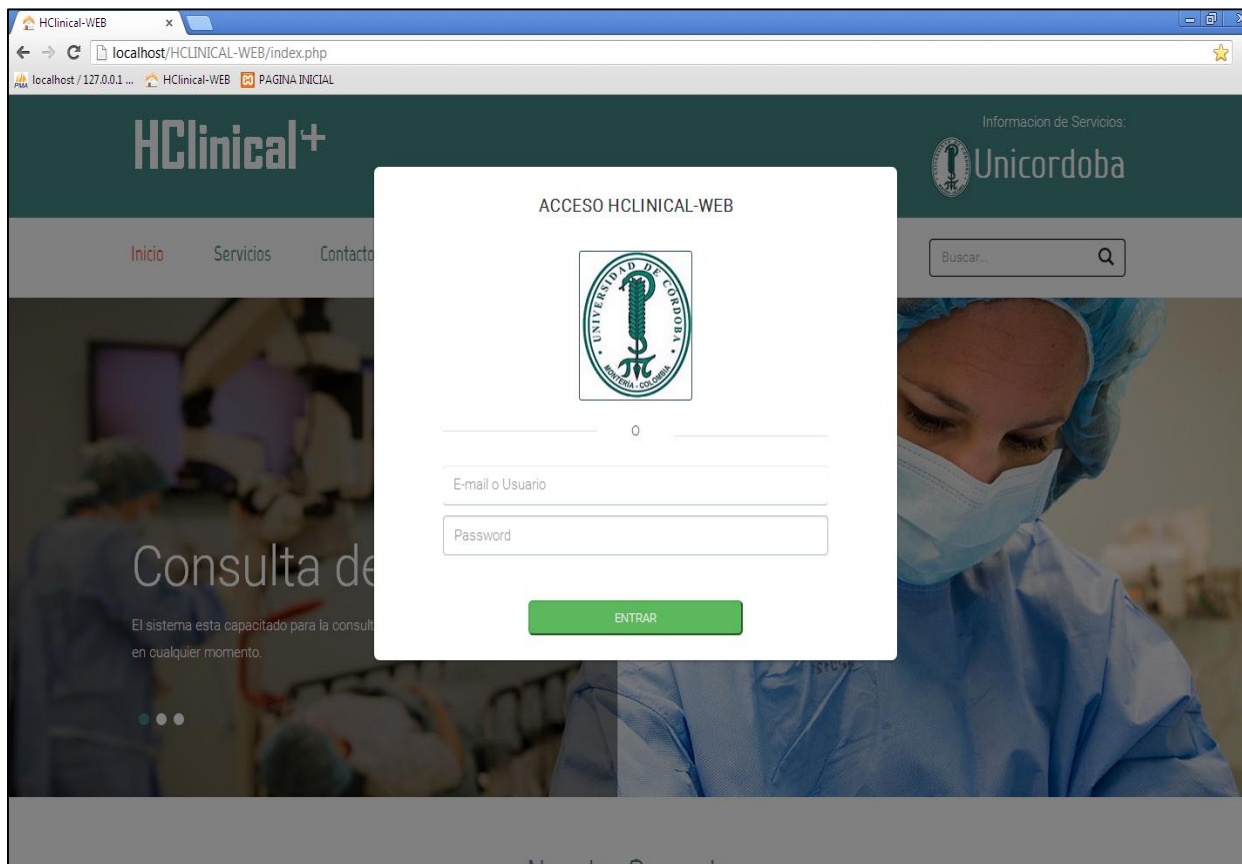 HClinical-WEB
localhost/HCLINICAL-WEB/index.php
localhost / 127.0.0.1 ... HClinical-WEB PAGINA INICIAL
HClinical+
Informacion de Servicios:
Unicordoba
Inicio Servicios Contacto
Buscar...
ACCESO HCLINICAL-WEB
UNIVERSIDAD DE CORDOBA
MONTERÍA - COLOMBIA
O
E-mail o Usuario
Password
ENTRAR
Consulta de
El sistema esta capacitado para la consult
en cualquier momento.